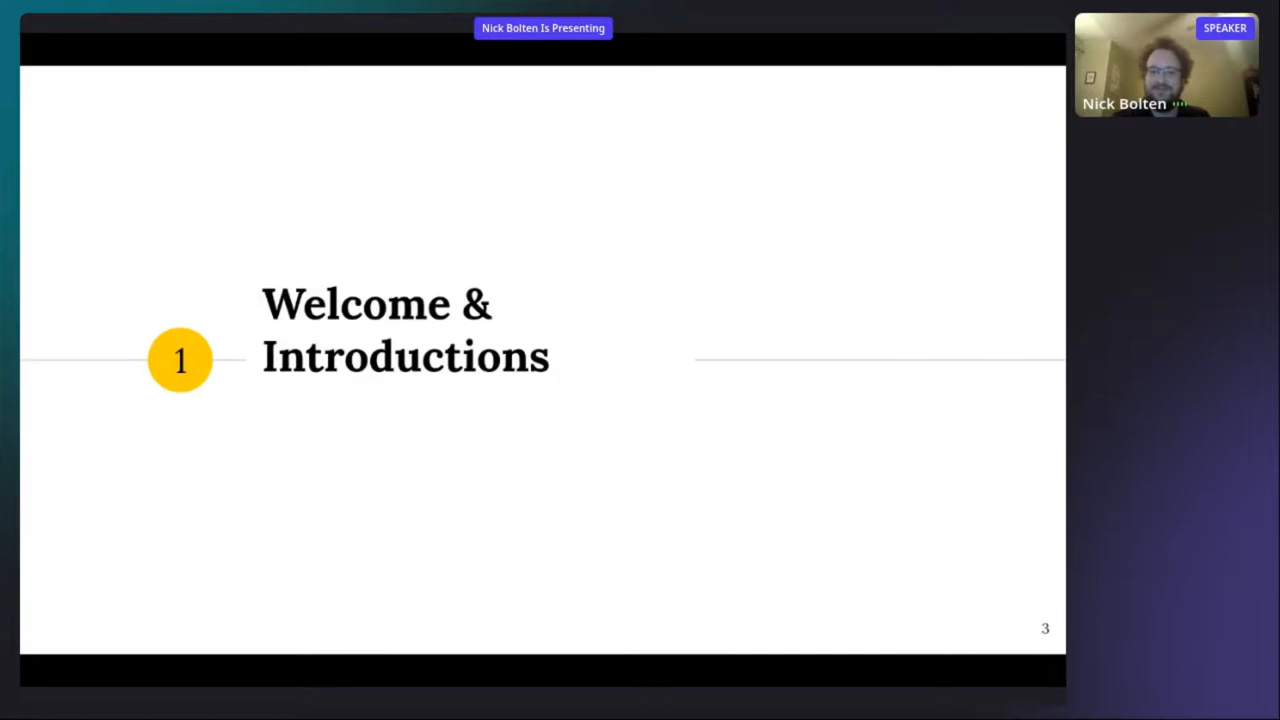 Nick Bolten Is Presenting
SPEAKER
Nick Bolten
Welcome &
Introductions
1
3